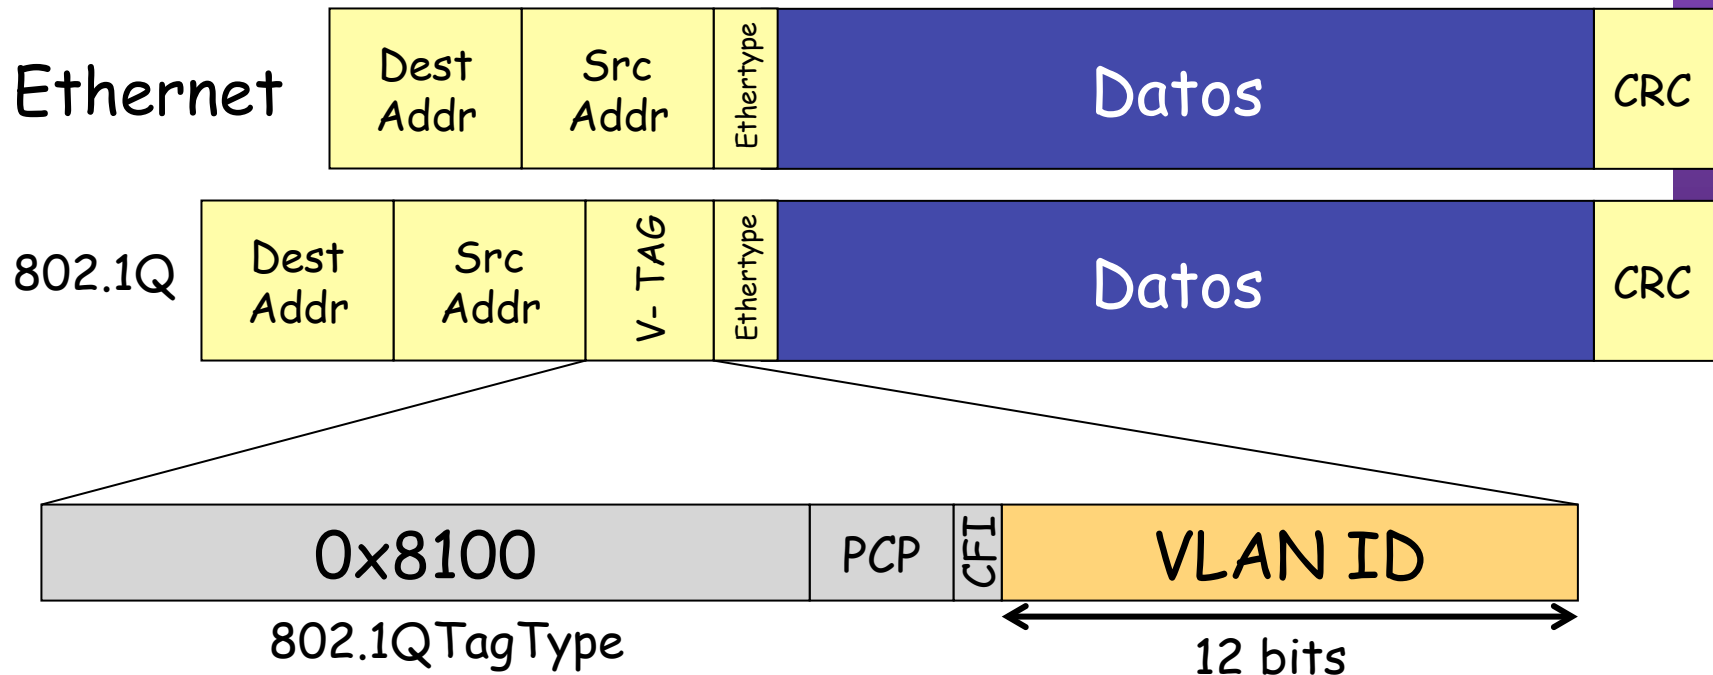 Ethernet
Dest
Addr
Src
Addr
Ethertype
Datos
CRC
802.1Q
Dest
Addr
Src
Addr
V- TAG
Ethertype
Datos
CRC
0x8100
PCP
CFI
VLAN ID
802.1QTagType
12 bits